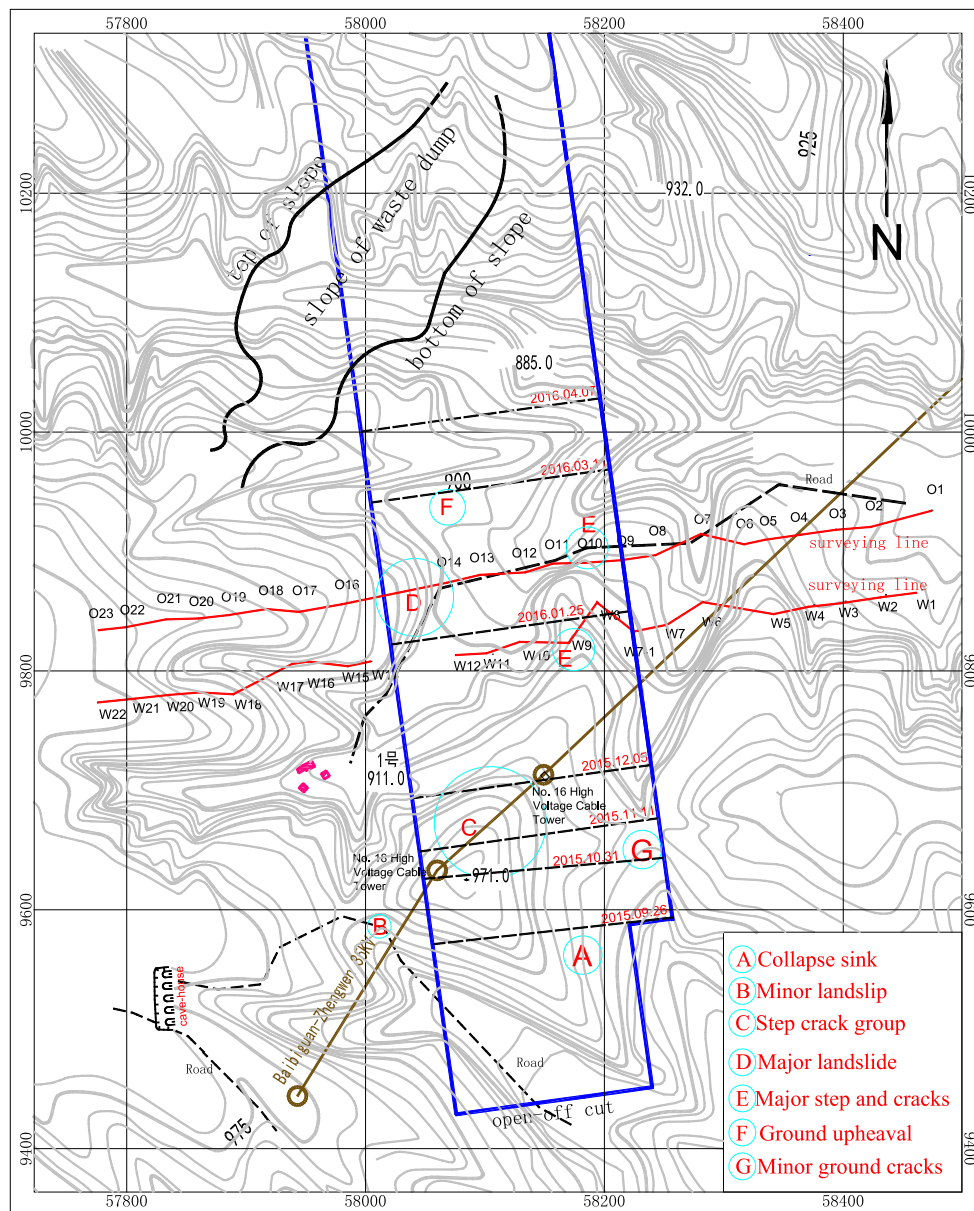 57800 58000 58200 58400
925
10200
932.0
10200
N
top of slope
slope of waste dump
bottom of slope
885.0
2016.04.07
10000
10000
2016.03.1
900
F
Road
E
O1
O2
O3
O4
O5
O6
O7
O8
O9
O10
O11
O12
O13
O14
surveying line
D
O16
O17
O18
O19
O20
O21
O22
O23
surveying line
2016.01.25
W1
W2
W3
W4
W5
W6
W7
W7-1
W8
W9
E
W10
W11
W12
W15
W16
W17
W18
W19
W20
W21
W22
9800
9800
1号
911.0
2015.12.05
No. 16 High
Voltage Cable
Tower
2015.11.11
C
G
No. 18 High
Voltage Cable
Tower
2015.10.31
971.0
9600
9600
2015.09.26
B
A
Baibiguan-Zhengwen 35KV
cave-house
Road
Road
open-off cut
975
9400
9400
A Collapse sink
B Minor landslip
C Step crack group
D Major landslide
E Major step and cracks
F Ground upheaval
G Minor ground cracks
57800 58000 58200 58400